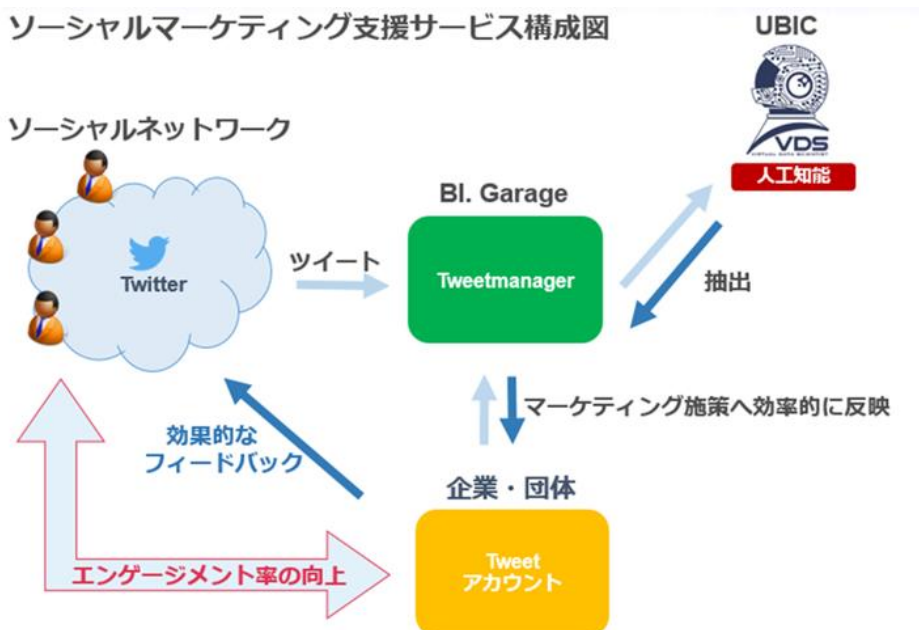 ソーシャルマーケティング支援サービス構成図
UBIC
VDS
VIRTUAL DATA SCIENTIST
人工知能
ソーシャルネットワーク
Twitter
ツイート
BI. Garage
Tweetmanager
抽出
マーケティング施策へ効率的に反映
効果的な
フィードバック
企業・団体
Tweet
アカウント
エンゲージメント率の向上